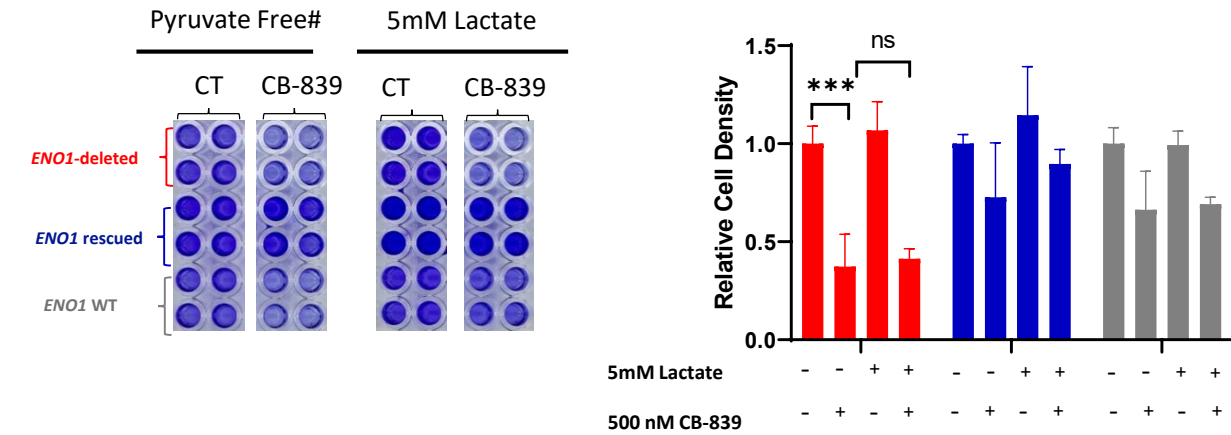 Pyruvate Free#
5mM Lactate
CT
CB-839
CT
CB-839
ENO1-deleted
ENO1 rescued
ENO1 WT
Relative Cell Density
1.5
1.0
0.5
0.0
***
ns
5mM Lactate - - + + - - + + - - + +
500 nM CB-839 - + - + - + - + - + - +